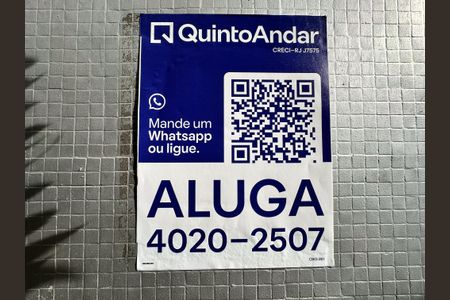 QuintoAndar
CRECI-RJ J7575
Mande um
Whatsapp
ou ligue.
ALUGA
4020-2507